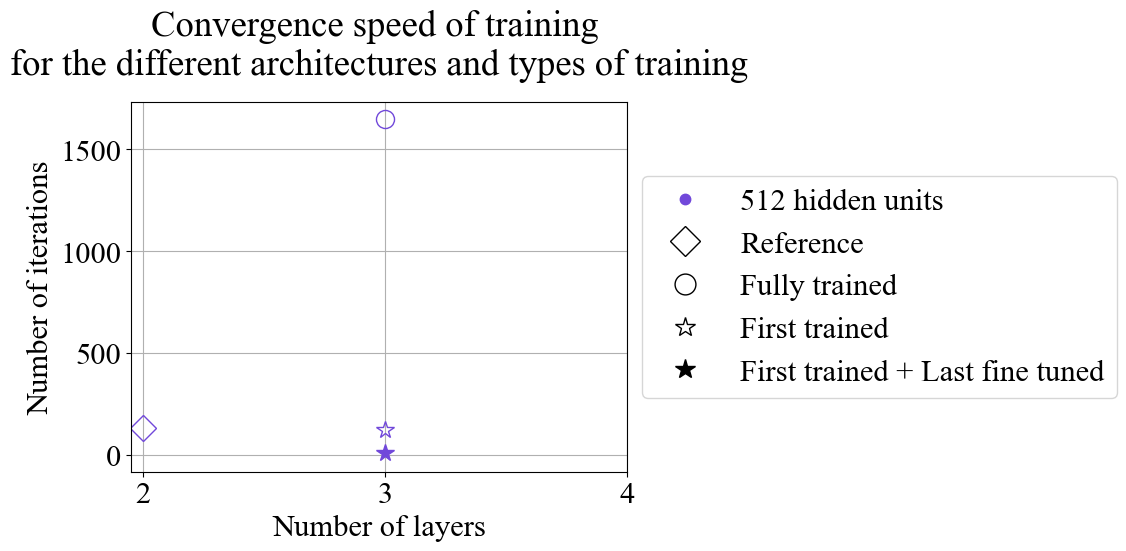 Convergence speed of training
for the different architectures and types of training
Number of iterations
1500
1000
500
0
2
3
4
Number of layers
512 hidden units
Reference
Fully trained
First trained
First trained + Last fine tuned